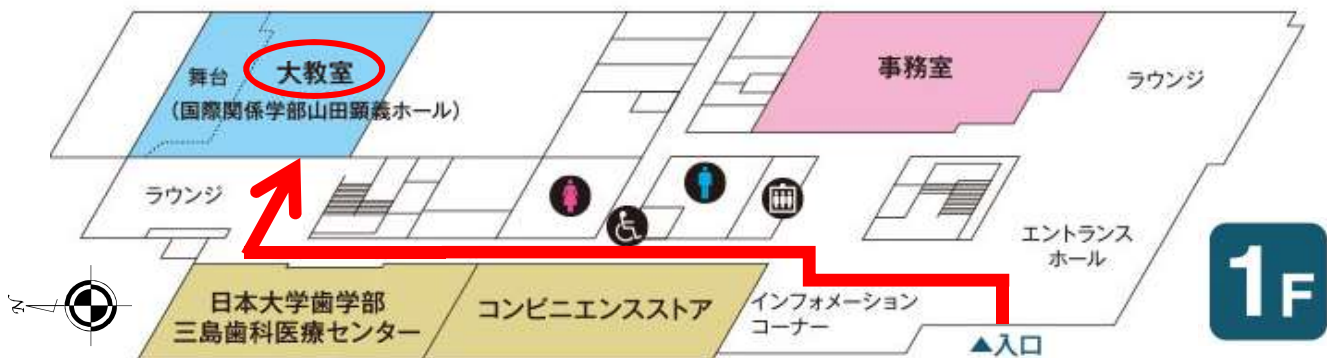 舞台
大教室
(国際関係学部山田顕義ホール)
事務室
ラウンジ
ラウンジ
エントランス
ホール
1F
日本大学歯学部
三島歯科医療センター
コンビニエンスストア
インフォメーション
コーナー
▲入口
N